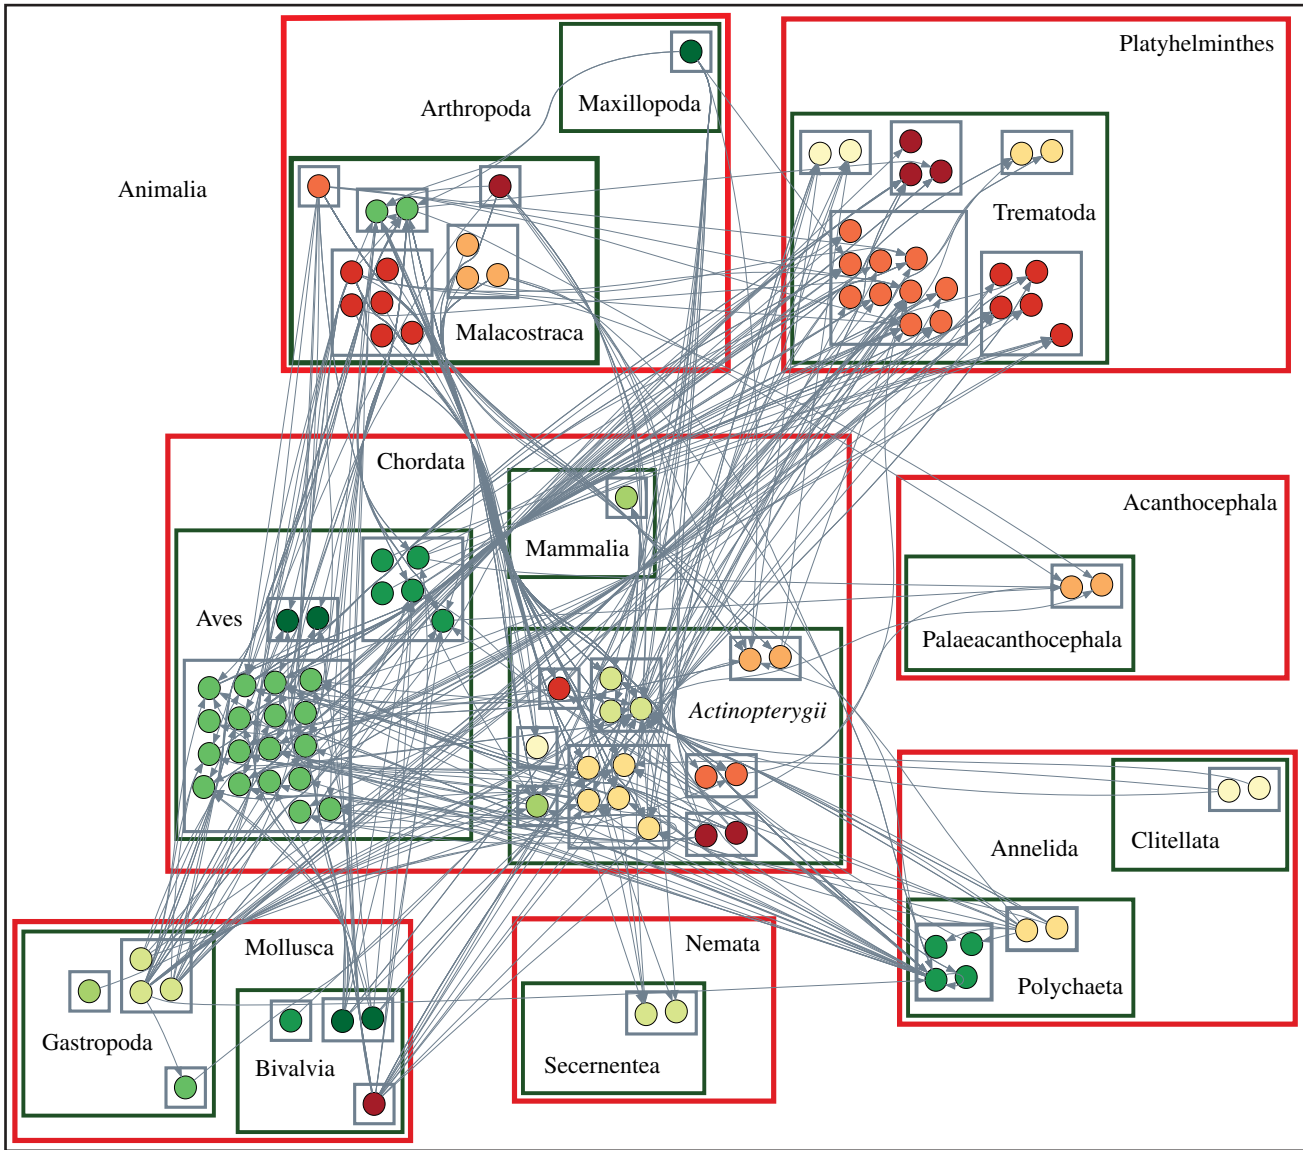 Platyhelminthes
Arthropoda
Maxillopoda
Animalia
Trematoda
Malacostraca
Chordata
Acanthocephala
Mammalia
Aves
Palaeacanthocephala
Actinopterygii
Clitellata
Annelida
Mollusca
Nemata
Polychaeta
Gastropoda
Bivalvia
Secernentea